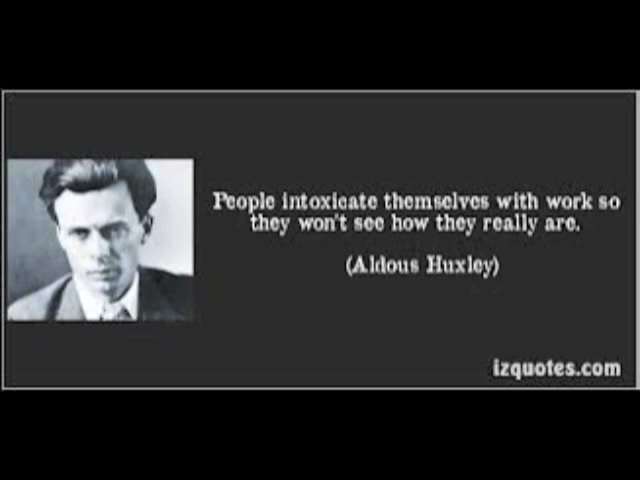 People intoxicate themselves with work so
they won't see how they really are.
(Aldous Huxley)
izquotes.com